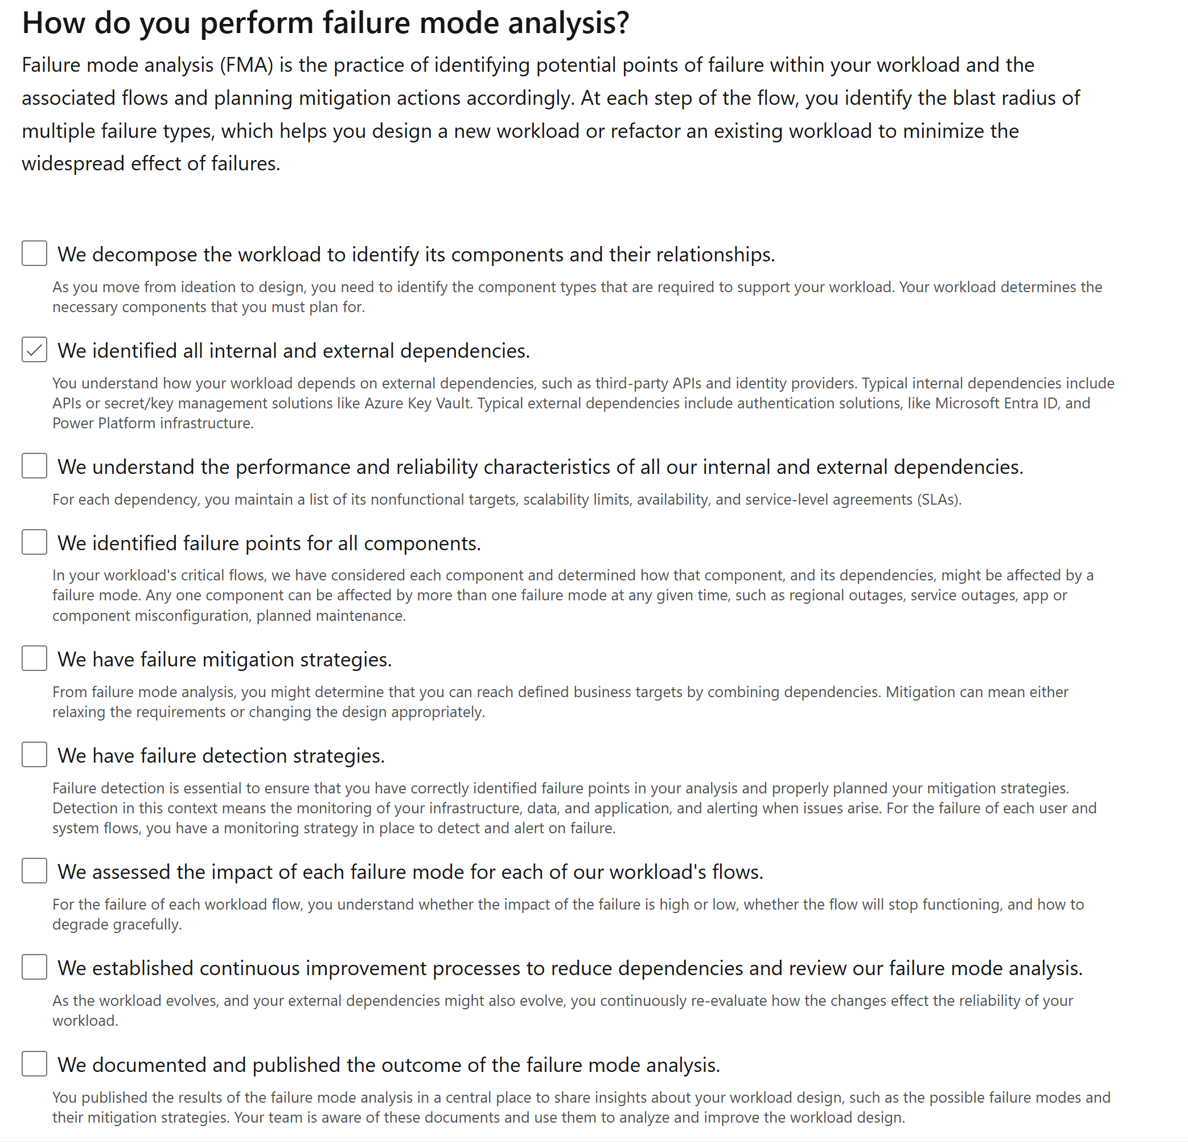 How do you perform failure mode analysis?
Failure mode analysis (FMA) is the practice of identifying potential points of failure within your workload and the
associated flows and planning mitigation actions accordingly. At each step of the flow, you identify the blast radius of
multiple failure types, which helps you design a new workload or refactor an existing workload to minimize the
widespread effect of failures.
We decompose the workload to identify its components and their relationships.
As you move from ideation to design, you need to identify the component types that are required to support your workload. Your workload determines the
necessary components that you must plan for.
We identified all internal and external dependencies.
You understand how your workload depends on external dependencies, such as third-party APIs and identity providers. Typical internal dependencies include
APIs or secret/key management solutions like Azure Key Vault. Typical external dependencies include authentication solutions, like Microsoft Entra ID, and
Power Platform infrastructure.
We understand the performance and reliability characteristics of all our internal and external dependencies.
For each dependency, you maintain a list of its nonfunctional targets, scalability limits, availability, and service-level agreements (SLAs).
We identified failure points for all components.
In your workload's critical flows, we have considered each component and determined how that component, and its dependencies, might be affected by a
failure mode. Any one component can be affected by more than one failure mode at any given time, such as regional outages, service outages, app or
component misconfiguration, planned maintenance.
We have failure mitigation strategies.
From failure mode analysis, you might determine that you can reach defined business targets by combining dependencies. Mitigation can mean either
relaxing the requirements or changing the design appropriately.
We have failure detection strategies.
Failure detection is essential to ensure that you have correctly identified failure points in your analysis and properly planned your mitigation strategies.
Detection in this context means the monitoring of your infrastructure, data, and application, and alerting when issues arise. For the failure of each user and
system flows, you have a monitoring strategy in place to detect and alert on failure.
We assessed the impact of each failure mode for each of our workload's flows.
For the failure of each workload flow, you understand whether the impact of the failure is high or low, whether the flow will stop functioning, and how to
degrade gracefully.
We established continuous improvement processes to reduce dependencies and review our failure mode analysis.
As the workload evolves, and your external dependencies might also evolve, you continuously re-evaluate how the changes effect the reliability of your
workload.
We documented and published the outcome of the failure mode analysis.
You published the results of the failure mode analysis in a central place to share insights about your workload design, such as the possible failure modes and
their mitigation strategies. Your team is aware of these documents and use them to analyze and improve the workload design.